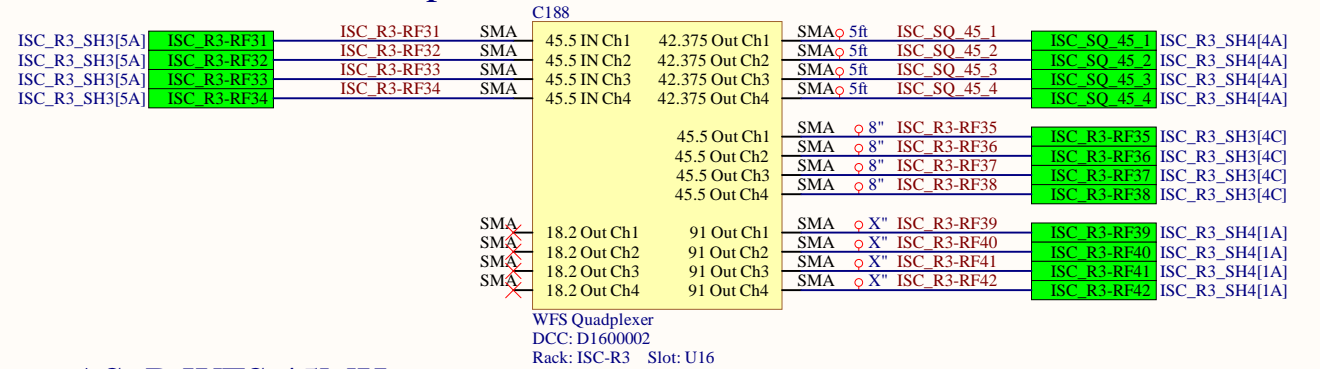 C188
ISC_R3_SH3[5A] ISC_R3-RF31 ISC_R3-RF31 SMA 45.5 IN Ch1 42.375 Out Ch1 SMA 5ft ISC_SQ_45_1 ISC_SQ_45_1 ISC_R3_SH4[4A]
ISC_R3_SH3[5A] ISC_R3-RF32 ISC_R3-RF32 SMA 45.5 IN Ch2 42.375 Out Ch2 SMA 5ft ISC_SQ_45_2 ISC_SQ_45_2 ISC_R3_SH4[4A]
ISC_R3_SH3[5A] ISC_R3-RF33 ISC_R3-RF33 SMA 45.5 IN Ch3 42.375 Out Ch3 SMA 5ft ISC_SQ_45_3 ISC_SQ_45_3 ISC_R3_SH4[4A]
ISC_R3_SH3[5A] ISC_R3-RF34 ISC_R3-RF34 SMA 45.5 IN Ch4 42.375 Out Ch4 SMA 5ft ISC_SQ_45_4 ISC_SQ_45_4 ISC_R3_SH4[4A]
45.5 Out Ch1 SMA 8" ISC_R3-RF35 ISC_R3-RF35 ISC_R3_SH3[4C]
45.5 Out Ch2 SMA 8" ISC_R3-RF36 ISC_R3-RF36 ISC_R3_SH3[4C]
45.5 Out Ch3 SMA 8" ISC_R3-RF37 ISC_R3-RF37 ISC_R3_SH3[4C]
45.5 Out Ch4 SMA 8" ISC_R3-RF38 ISC_R3-RF38 ISC_R3_SH3[4C]
SMA 18.2 Out Ch1 91 Out Ch1 SMA X" ISC_R3-RF39 ISC_R3-RF39 ISC_R3_SH4[1A]
SMA 18.2 Out Ch2 91 Out Ch2 SMA X" ISC_R3-RF40 ISC_R3-RF40 ISC_R3_SH4[1A]
SMA 18.2 Out Ch3 91 Out Ch3 SMA X" ISC_R3-RF41 ISC_R3-RF41 ISC_R3_SH4[1A]
SMA 18.2 Out Ch4 91 Out Ch4 SMA X" ISC_R3-RF42 ISC_R3-RF42 ISC_R3_SH4[1A]
WFS Quadplexer
DCC: D1600002
Rack: ISC-R3 Slot: U16